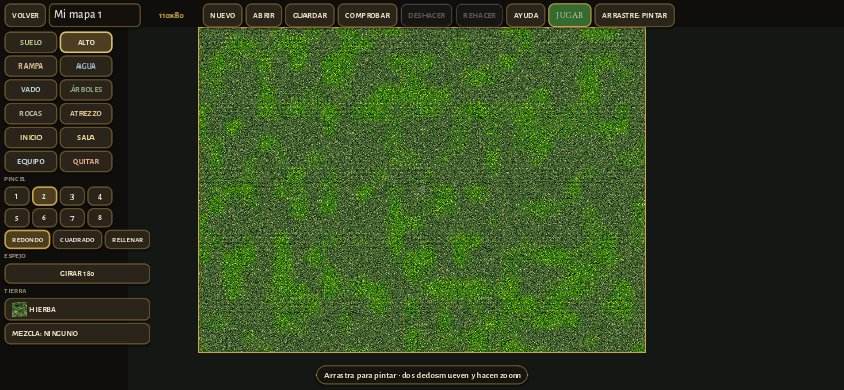 VOLVER Mi mapa 1 110x80 NUEVO ABRIR GUARDAR COMPROBAR DESHACER REHACER AYUDA JUGAR ARRASTRE: PINTAR
SUELO ALTO
RAMPA AGUA
VADO ÁRBOLES
ROCAS ATREZZO
INICIO SALA
EQUIPO QUITAR
PINCEL
1 2 3 4
5 6 7 8
REDONDO CUADRADO RELLENAR
ESPEJO
GIRAR 180
TIERRA
HIERBA
MEZCLA: NINGUNO
Arrastra para pintar · dos dedos mueven y hacen zoom